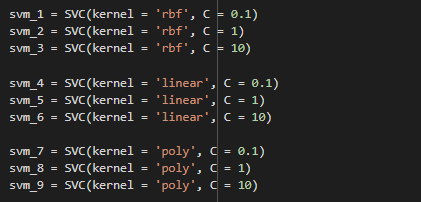 svm_1 = SVC(kernel = 'rbf', C = 0.1)
svm_2 = SVC(kernel = 'rbf', C = 1)
svm_3 = SVC(kernel = 'rbf', C = 10)

svm_4 = SVC(kernel = 'linear', C = 0.1)
svm_5 = SVC(kernel = 'linear', C = 1)
svm_6 = SVC(kernel = 'linear', C = 10)

svm_7 = SVC(kernel = 'poly', C = 0.1)
svm_8 = SVC(kernel = 'poly', C = 1)
svm_9 = SVC(kernel = 'poly', C = 10)